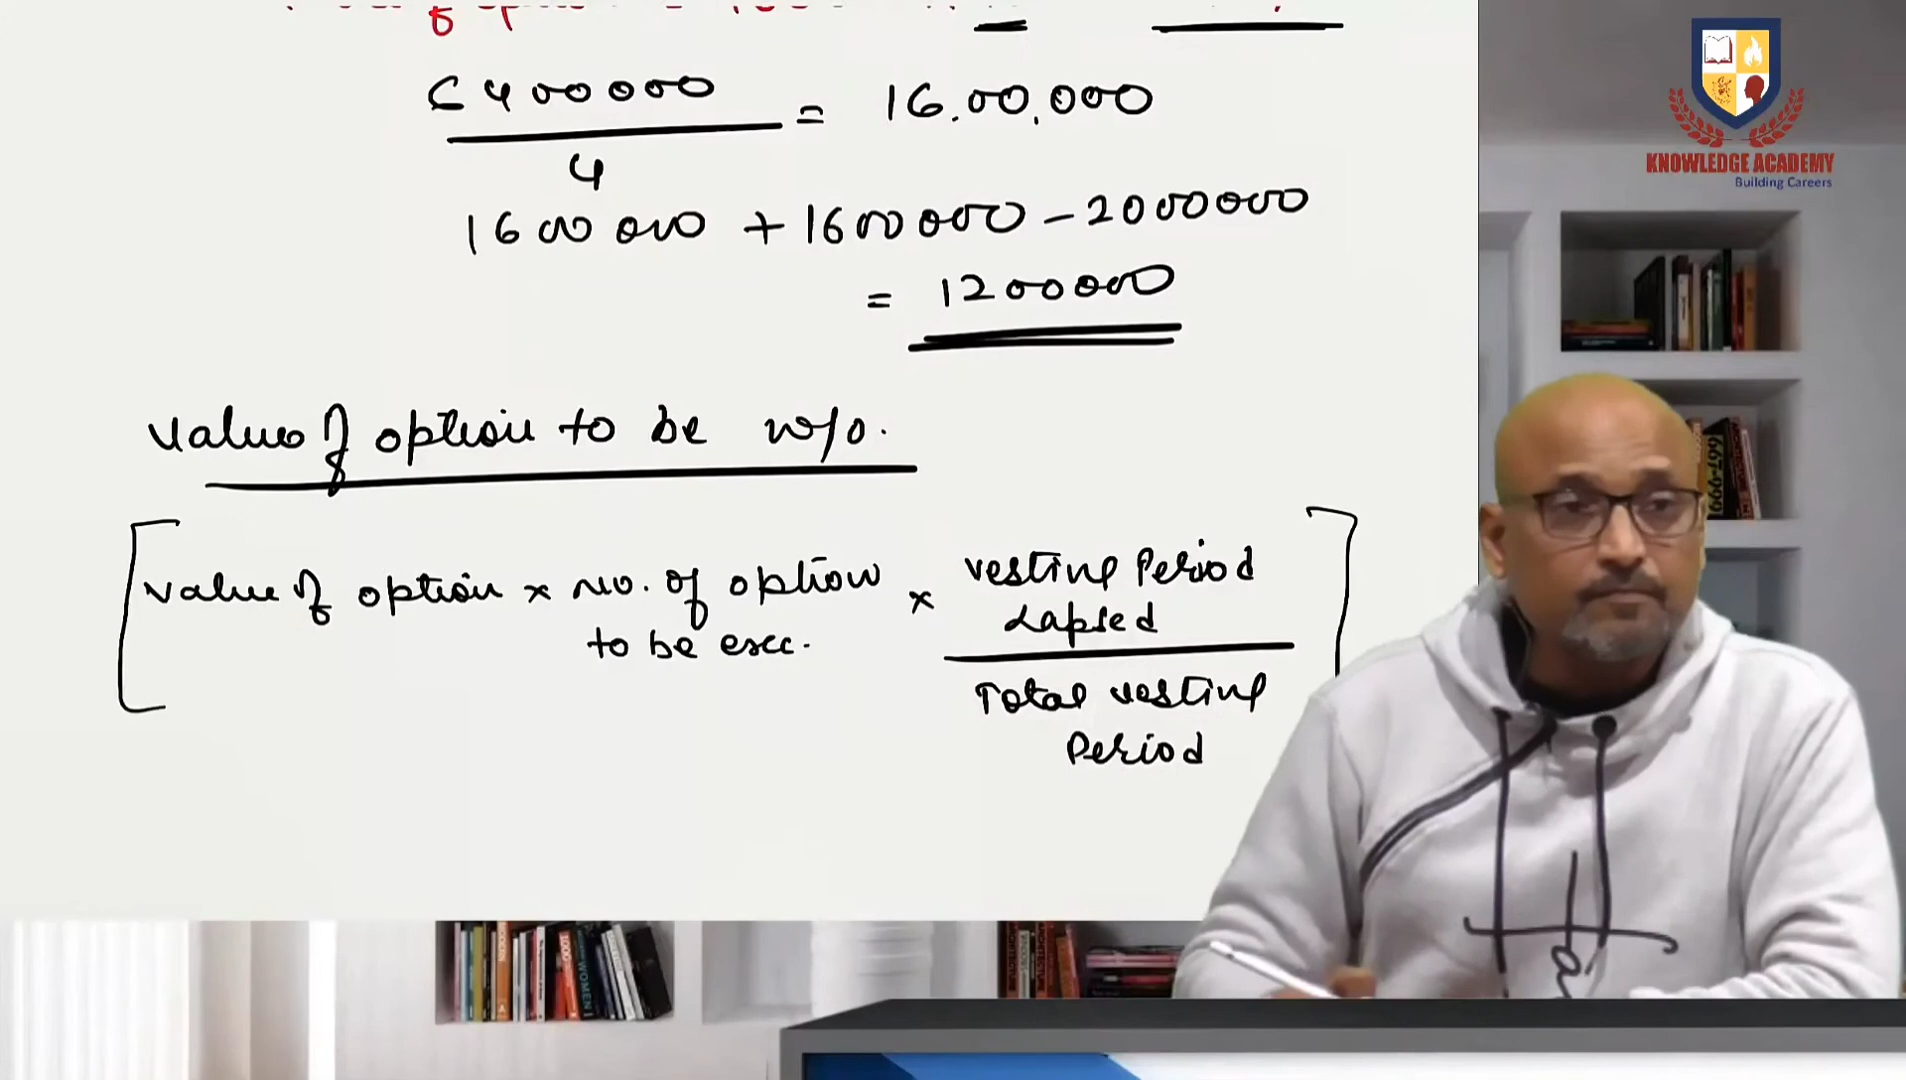 KNOWLEDGE ACADEMY
Building Careers
6400000 = 16.00,000
4
1600000 + 1600000 - 2000000
= 1200000
Value of option to be w/o.
Value of option × No. of option × Vesting Period
to be exec. Lapsed
Total vesting
Period